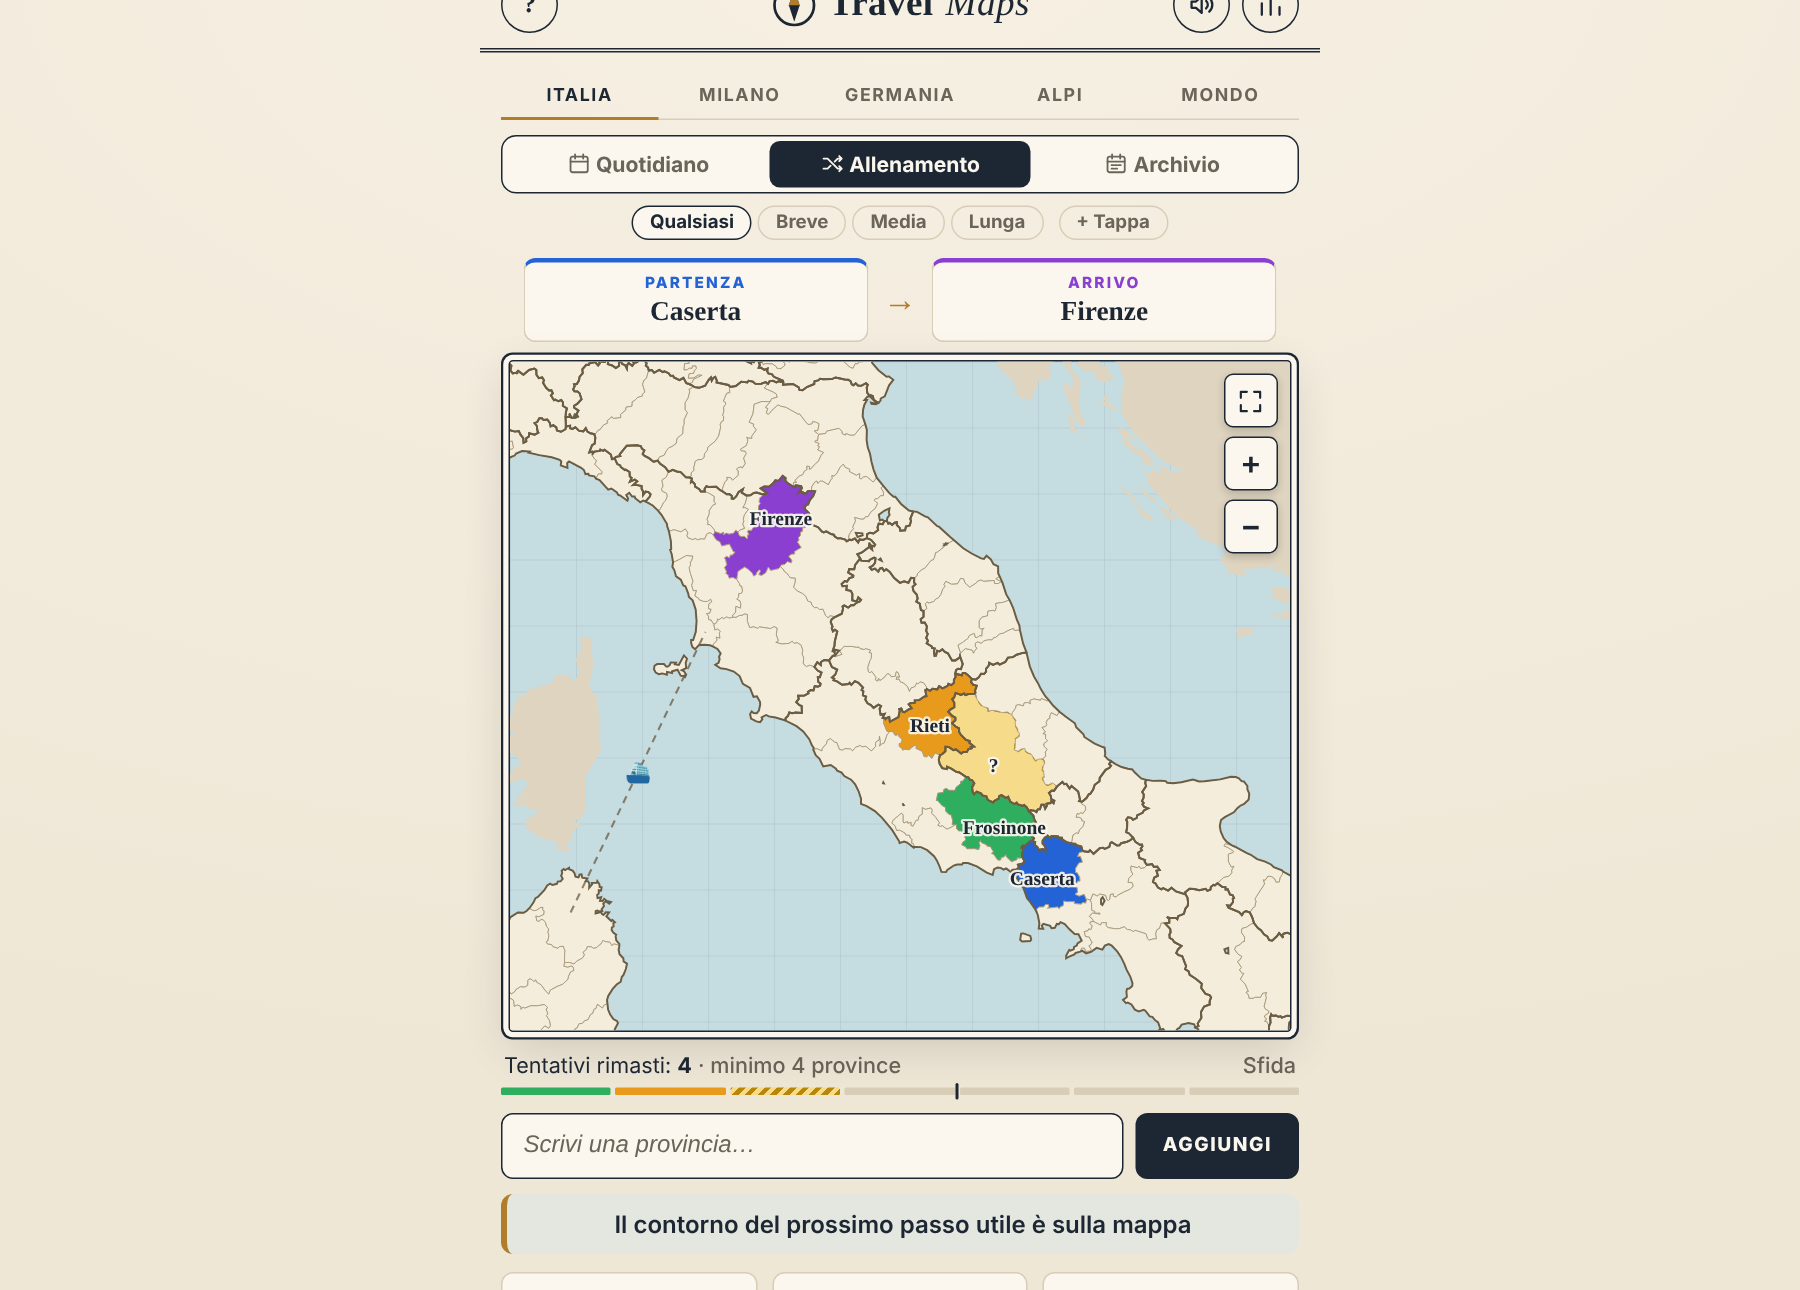 ?
Travel Maps
ITALIA MILANO GERMANIA ALPI MONDO
Quotidiano Allenamento Archivio
Qualsiasi Breve Media Lunga + Tappa
PARTENZA
Caserta
→
ARRIVO
Firenze
+
−
Firenze
Rieti
?
Frosinone
Caserta
Tentativi rimasti: 4 · minimo 4 province
Sfida
Scrivi una provincia…
AGGIUNGI
Il contorno del prossimo passo utile è sulla mappa